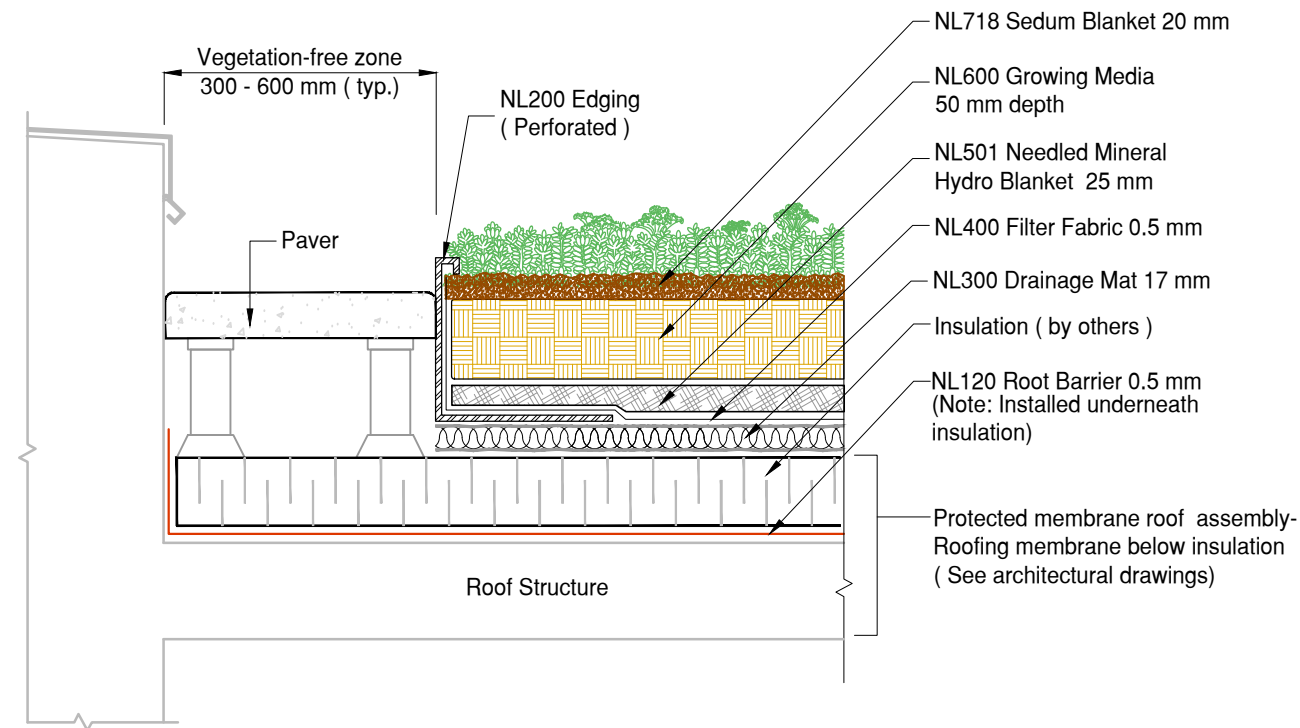 Vegetation-free zone
300 - 600 mm ( typ.)
NL200 Edging
( Perforated )
Paver
NL718 Sedum Blanket 20 mm
NL600 Growing Media
50 mm depth
NL501 Needled Mineral
Hydro Blanket  25 mm
NL400 Filter Fabric 0.5 mm
NL300 Drainage Mat 17 mm
Insulation ( by others )
NL120 Root Barrier 0.5 mm
(Note: Installed underneath
insulation)
Protected membrane roof  assembly-
Roofing membrane below insulation
( See architectural drawings)
Roof Structure